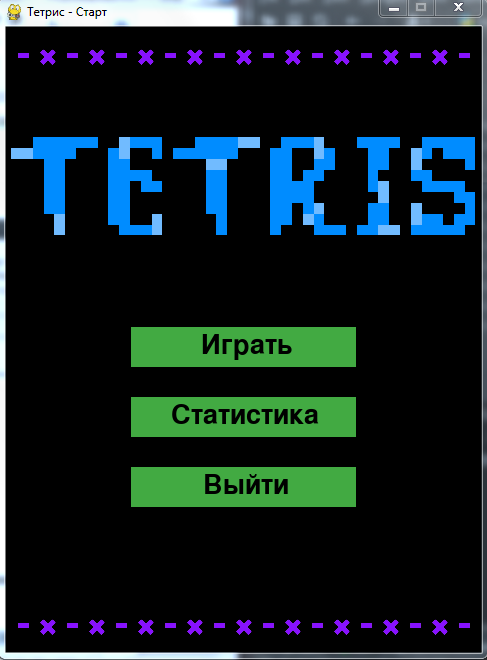 Тетрис - Старт
- × - × - × - × - × - × - × - × - × -
TETRIS
Играть
Статистика
Выйти
- × - × - × - × - × - × - × - × - × -